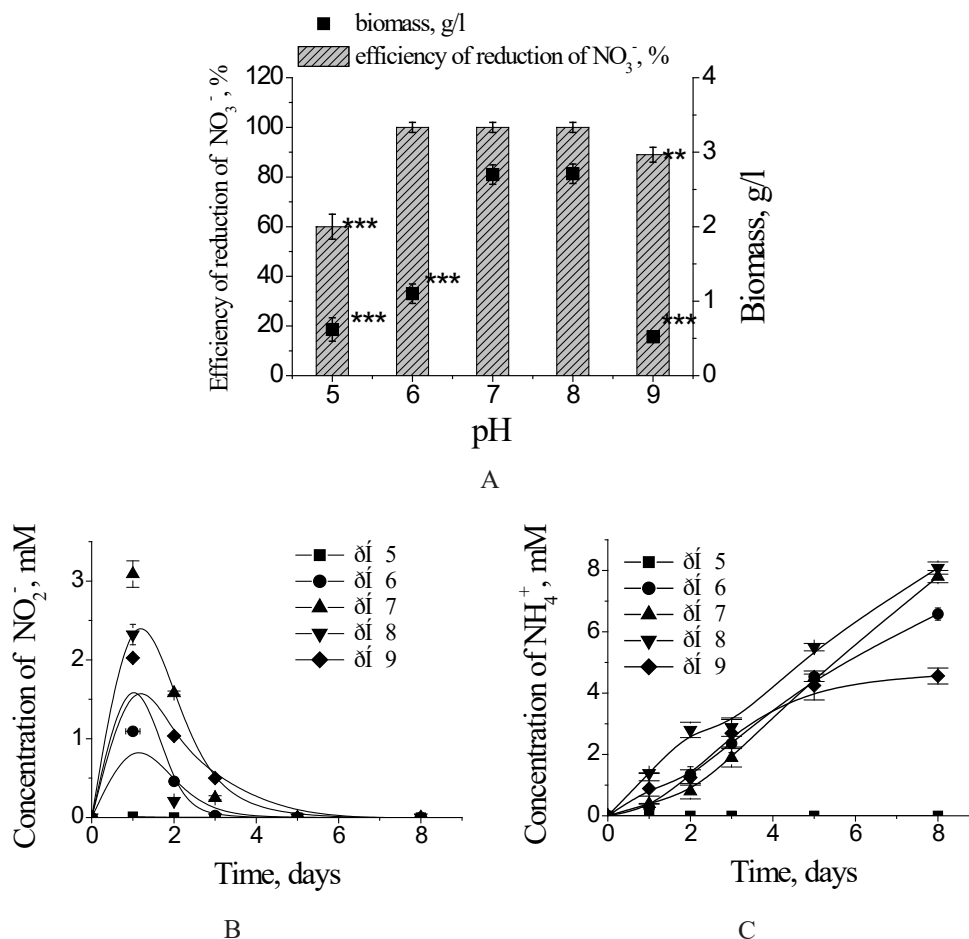 biomass, g/l
efficiency of reduction of NO₃⁻, %
Efficiency of reduction of NO₃⁻, %
120
100
80
60
40
20
0
4
3
2
1
0
Biomass, g/l
***
***
***
**
***
5 6 7 8 9
pH
A
Concentration of NO₂⁻, mM
3
2
1
0
ðÍ 5
ðÍ 6
ðÍ 7
ðÍ 8
ðÍ 9
0 2 4 6 8
Time, days
B
Concentration of NH₄⁺, mM
8
6
4
2
0
ðÍ 5
ðÍ 6
ðÍ 7
ðÍ 8
ðÍ 9
0 2 4 6 8
Time, days
C